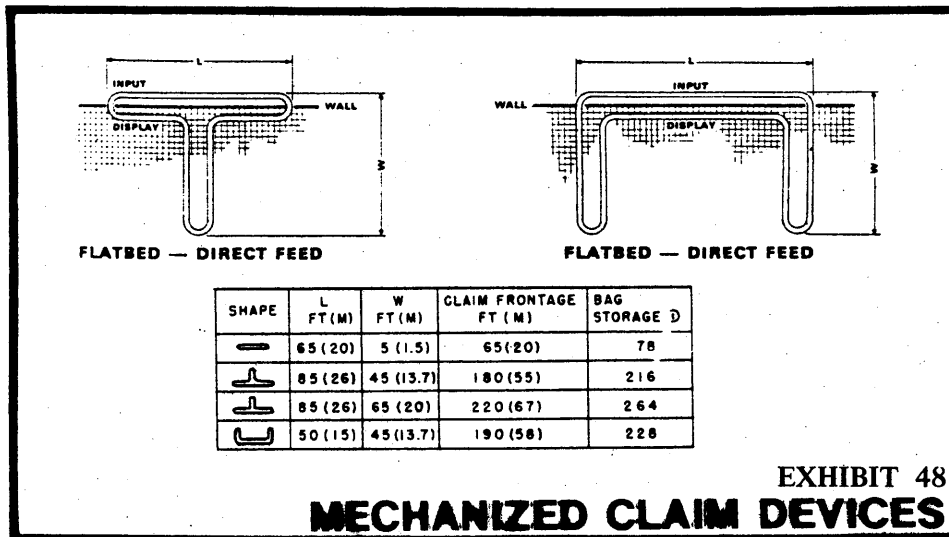 L
INPUT
WALL
DISPLAY
W
FLATBED — DIRECT FEED
L
INPUT
WALL
DISPLAY
W
FLATBED — DIRECT FEED
SHAPE L FT(M) W FT(M) CLAIM FRONTAGE FT(M) BAG STORAGE D
65(20) 5(1.5) 65(20) 78
85(26) 45(13.7) 180(55) 216
85(26) 65(20) 220(67) 264
50(15) 45(13.7) 190(58) 228
EXHIBIT 48
MECHANIZED CLAIM DEVICES